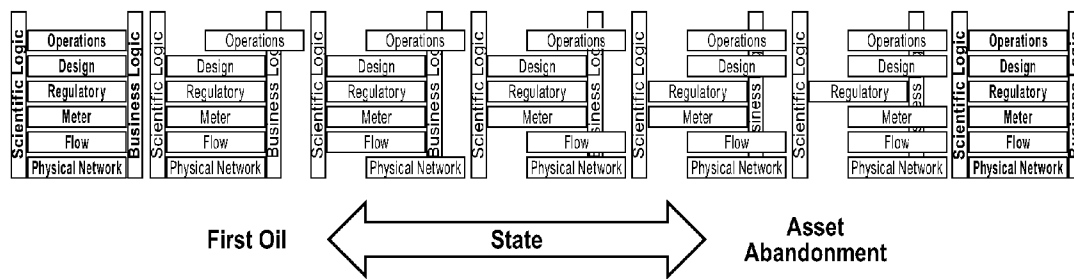 Scientific Logic
Operations
Design
Regulatory
Meter
Flow
Physical Network
Business Logic
Scientific Logic
Operations
Design
Regulatory
Meter
Flow
Physical Network
Business Logic
Scientific Logic
Operations
Design
Regulatory
Meter
Flow
Physical Network
Business Logic
Scientific Logic
Operations
Design
Regulatory
Meter
Flow
Physical Network
Scientific Logic
Operations
Design
Regulatory
Meter
Flow
Physical Network
Scientific Logic
Operations
Design
Regulatory
Meter
Flow
Physical Network
Scientific Logic
Operations
Design
Regulatory
Meter
Flow
Physical Network
First Oil
State
Asset
Abandonment